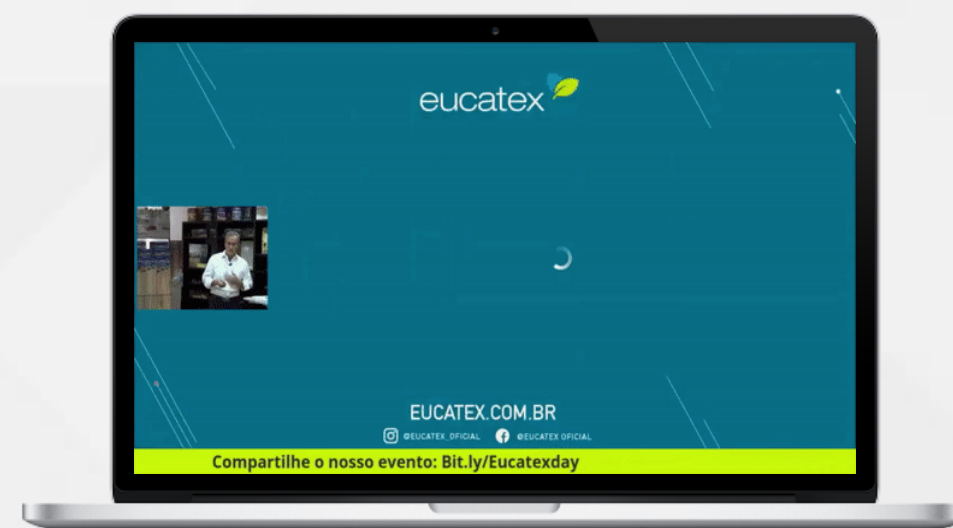 eucatex
EUCATEX.COM.BR
@EUCATEX_OFICIAL @EUCATEX OFICIAL
Compartilhe o nosso evento: Bit.ly/Eucatexday